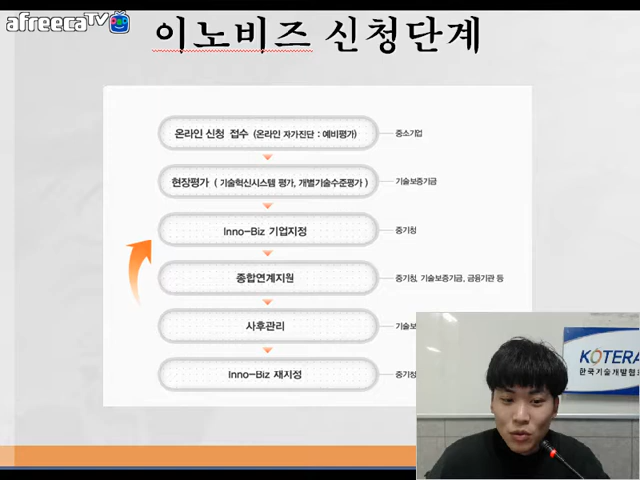 afreecaTV
이노비즈 신청단계
온라인 신청 접수 (온라인 자가진단 : 예비평가) 중소기업
현장평가 ( 기술혁신시스템 평가, 개별기술수준평가 ) 기술보증기금
Inno-Biz 기업지정 중기청
종합연계지원 중기청, 기술보증기금, 금융기관 등
사후관리 기술보
Inno-Biz 재지정 중기청
KOTERA
한국기술개발협회